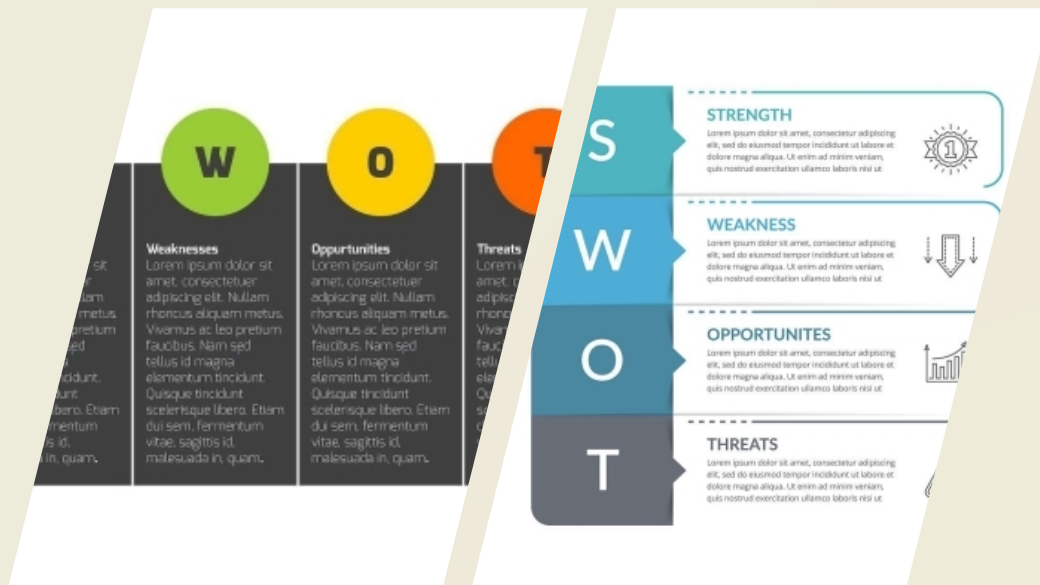 sit
metus.
pretium
Etiam
id,
in, quam.
W
Weaknesses
Lorem ipsum dolor sit
amet, consectetuer
adipiscing elit. Nullam
rhoncus aliquam metus.
Vivamus ac leo pretium
faucibus. Nam sed
tellus id magna
elementum tincidunt.
Quisque tincidunt
scelerisque libero. Etiam
dui sem, fermentum
vitae, sagittis id,
malesuada in, quam.
O
Oppurtunities
Lorem ipsum dolor sit
amet, consectetuer
adipiscing elit. Nullam
rhoncus aliquam metus.
Vivamus ac leo pretium
faucibus. Nam sed
tellus id magna
elementum tincidunt.
Quisque tincidunt
scelerisque libero. Etiam
dui sem, fermentum
vitae, sagittis id,
malesuada in, quam.
T
Threats
Lorem
amet,
S
STRENGTH
Lorem ipsum dolor sit amet, consectetur adipiscing
elit, sed do eiusmod tempor incididunt ut labore et
dolore magna aliqua. Ut enim ad minim veniam,
quis nostrud exercitation ullamco laboris nisi ut
1
W
WEAKNESS
Lorem ipsum dolor sit amet, consectetur adipiscing
elit, sed do eiusmod tempor incididunt ut labore et
dolore magna aliqua. Ut enim ad minim veniam,
quis nostrud exercitation ullamco laboris nisi ut
O
OPPORTUNITES
Lorem ipsum dolor sit amet, consectetur adipiscing
elit, sed do eiusmod tempor incididunt ut labore et
dolore magna aliqua. Ut enim ad minim veniam,
quis nostrud exercitation ullamco laboris nisi ut
T
THREATS
Lorem ipsum dolor sit amet, consectetur adipiscing
elit, sed do eiusmod tempor incididunt ut labore et
dolore magna aliqua. Ut enim ad minim veniam,
quis nostrud exercitation ullamco laboris nisi ut